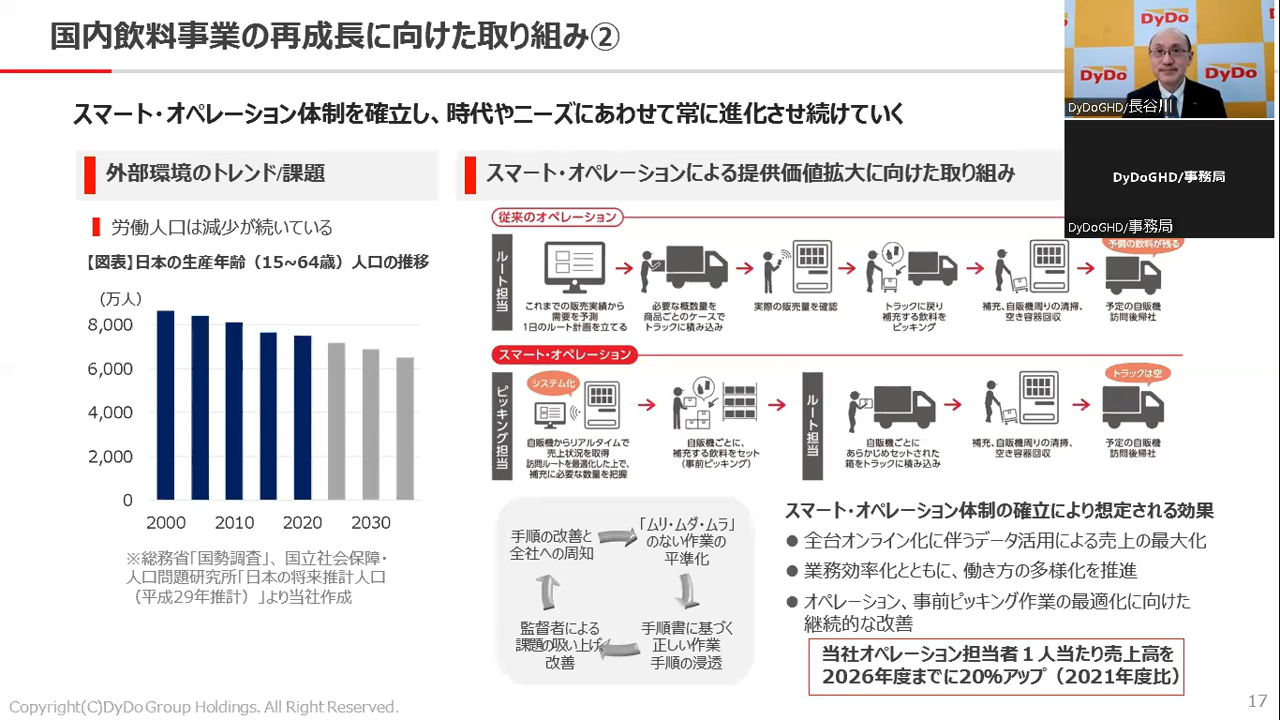 国内飲料事業の再成長に向けた取り組み②
スマート・オペレーション体制を確立し、時代やニーズにあわせて常に進化させ続けていく
DyDo
DyDo
DyDo
DyDoGHD/長谷川
DyDoGHD/事務局
DyDoGHD/事務局
外部環境のトレンド/課題
労働人口は減少が続いている
【図表】日本の生産年齢（15~64歳）人口の推移
（万人）
8,000
6,000
4,000
2,000
0
2000
2010
2020
2030
※総務省「国勢調査」、国立社会保障・
人口問題研究所「日本の将来推計人口
（平成29年推計）」より当社作成
スマート・オペレーションによる提供価値拡大に向けた取り組み
従来のオペレーション
ルート担当
これまでの販売実績から
需要を予測
1日のルート計画を立てる
必要な概数量を
商品ごとのケースで
トラックに積み込み
実際の販売量を確認
トラックに戻り
補充する飲料を
ピッキング
補充、自販機周りの清掃、
空き容器回収
予備の飲料が残る
予定の自販機
訪問後帰社
スマート・オペレーション
ピッキング担当
システム化
自販機からリアルタイムで
売上状況を取得
訪問ルートを最適化した上で、
補充に必要な数量を把握
自販機ごとに、
補充する飲料をセット
（事前ピッキング）
ルート担当
自販機ごとに
あらかじめセットされた
箱をトラックに積み込み
補充、自販機周りの清掃、
空き容器回収
トラックは空
予定の自販機
訪問後帰社
手順の改善と
全社への周知
「ムリ・ムダ・ムラ」
のない作業の
平準化
手順書に基づく
正しい作業
手順の浸透
監督者による
課題の吸い上げ
改善
スマート・オペレーション体制の確立により想定される効果
● 全台オンライン化に伴うデータ活用による売上の最大化
● 業務効率化とともに、働き方の多様化を推進
● オペレーション、事前ピッキング作業の最適化に向けた
継続的な改善
当社オペレーション担当者１人当たり売上高を
2026年度までに20%アップ（2021年度比）
Copyright(C)DyDo Group Holdings. All Right Reserved.
17